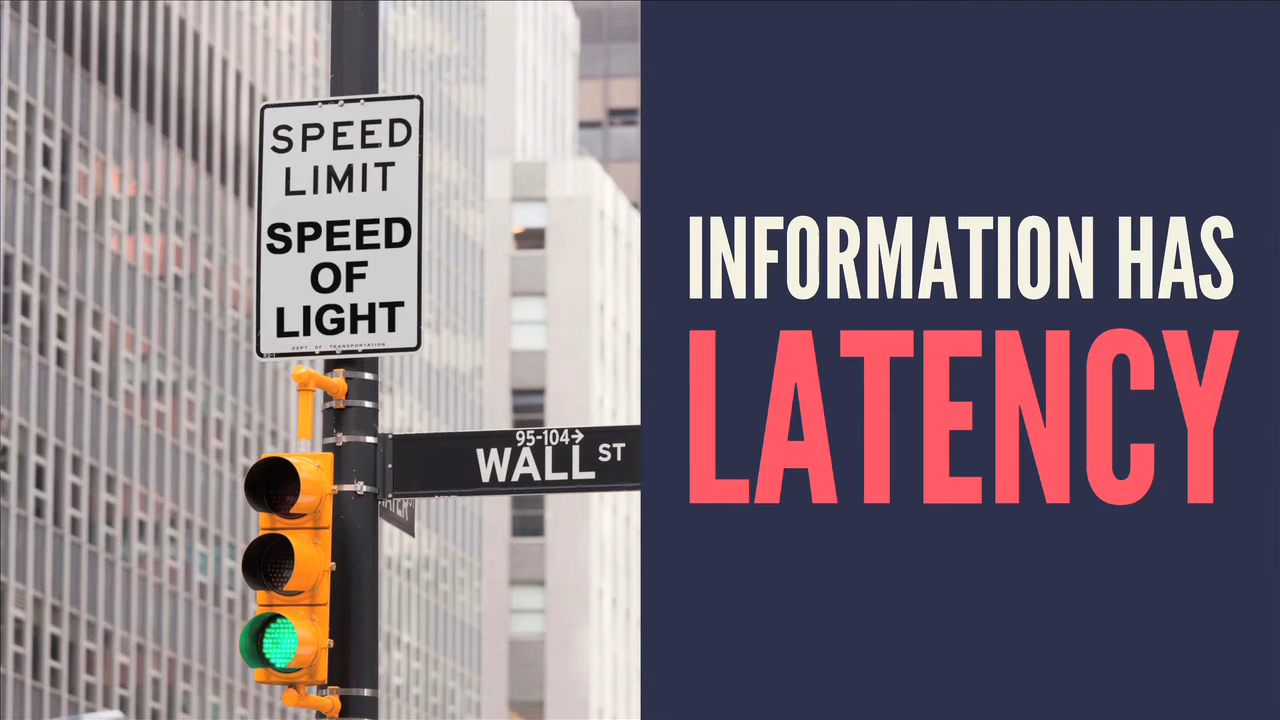 SPEED
LIMIT
SPEED
OF
LIGHT
DEPT OF TRANSPORTATION
95-104→
WALL ST
INFORMATION HAS
LATENCY